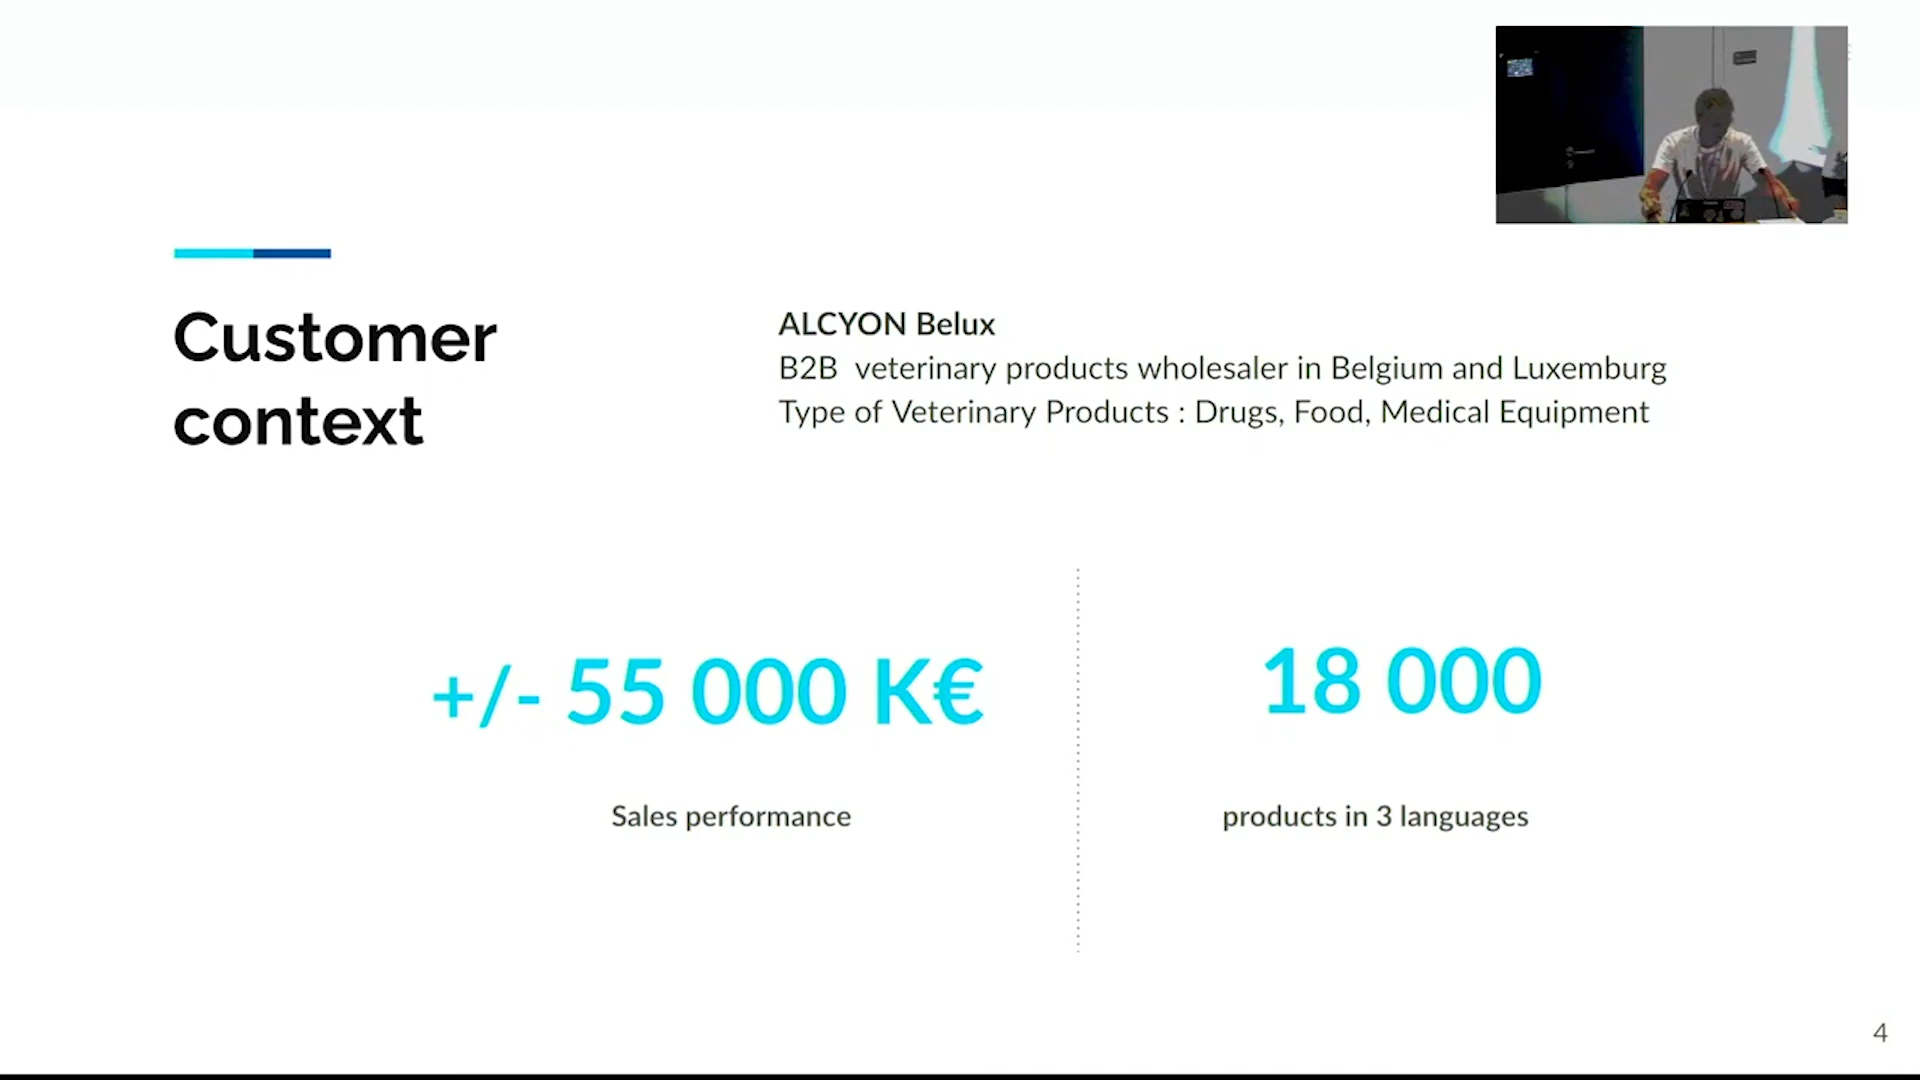 Customer
context
ALCYON Belux
B2B  veterinary products wholesaler in Belgium and Luxemburg
Type of Veterinary Products : Drugs, Food, Medical Equipment
+/- 55 000 K€
Sales performance
18 000
products in 3 languages
4